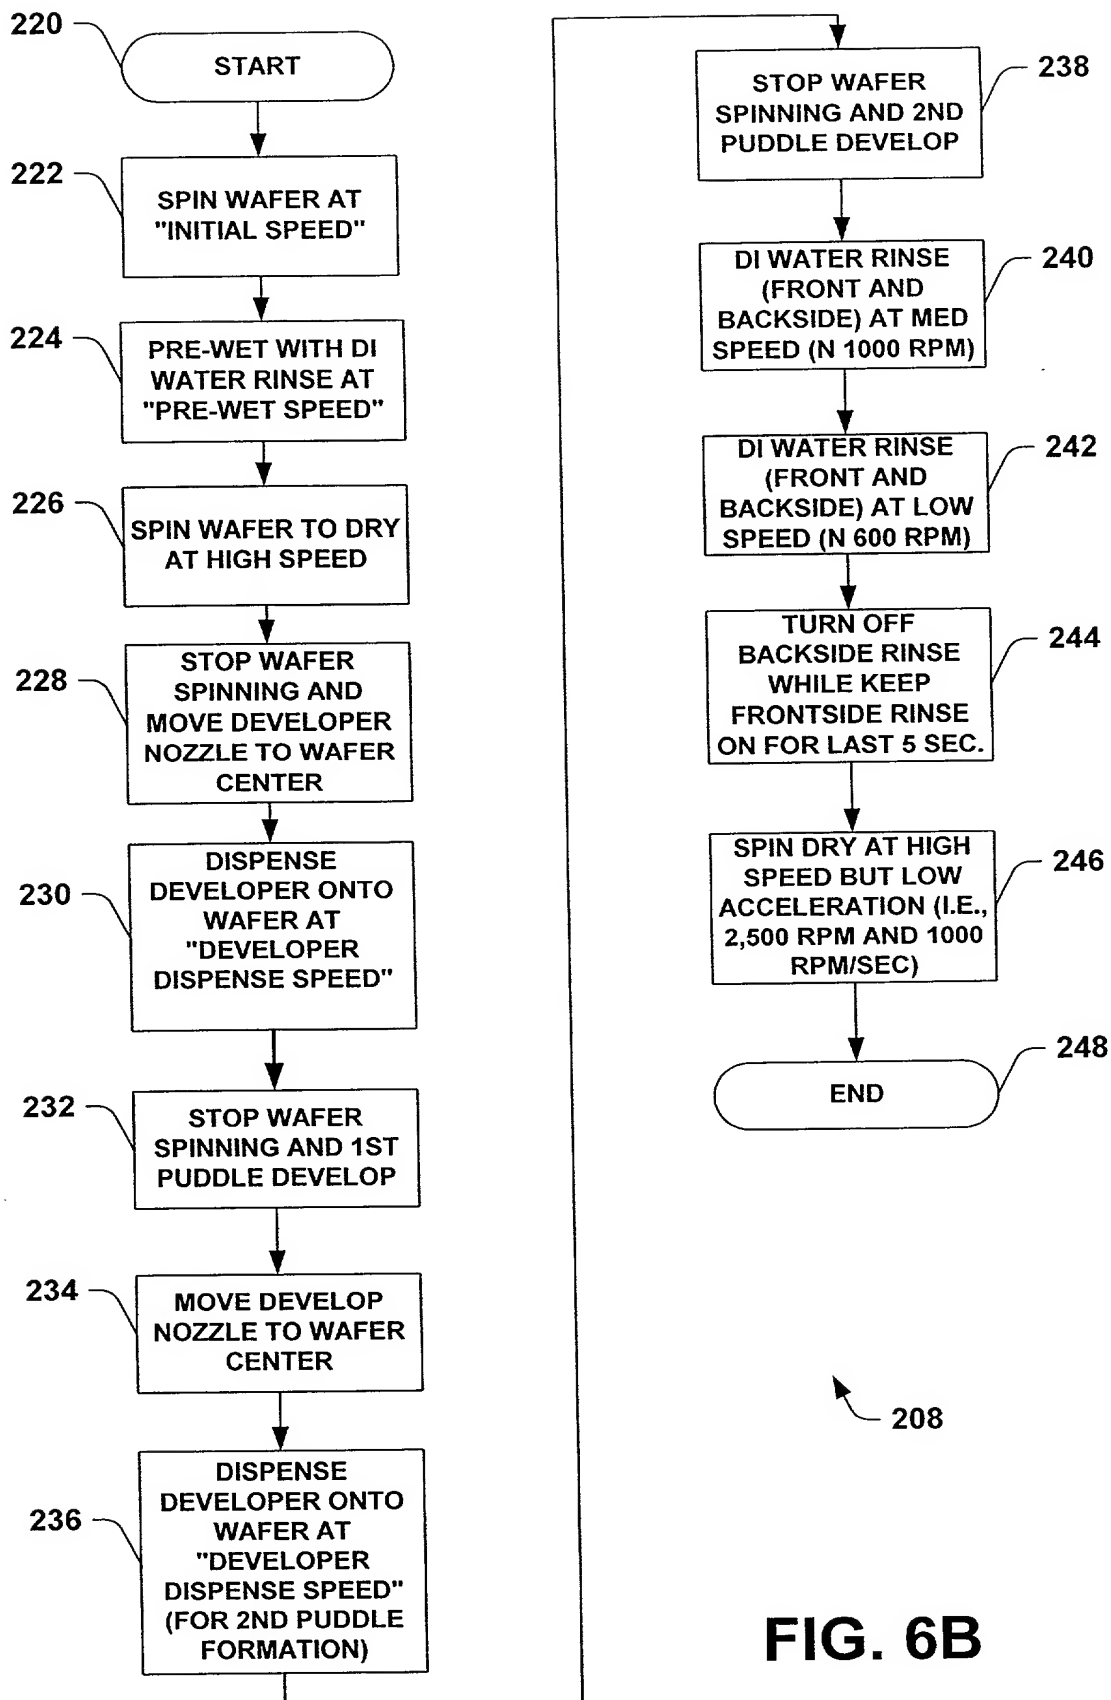 220
START
222
SPIN WAFER AT
"INITIAL SPEED"
224
PRE-WET WITH DI
WATER RINSE AT
"PRE-WET SPEED"
226
SPIN WAFER TO DRY
AT HIGH SPEED
228
STOP WAFER
SPINNING AND
MOVE DEVELOPER
NOZZLE TO WAFER
CENTER
230
DISPENSE
DEVELOPER ONTO
WAFER AT
"DEVELOPER
DISPENSE SPEED"
232
STOP WAFER
SPINNING AND 1ST
PUDDLE DEVELOP
234
MOVE DEVELOP
NOZZLE TO WAFER
CENTER
236
DISPENSE
DEVELOPER ONTO
WAFER AT
"DEVELOPER
DISPENSE SPEED"
(FOR 2ND PUDDLE
FORMATION)
238
STOP WAFER
SPINNING AND 2ND
PUDDLE DEVELOP
240
DI WATER RINSE
(FRONT AND
BACKSIDE) AT MED
SPEED (N 1000 RPM)
242
DI WATER RINSE
(FRONT AND
BACKSIDE) AT LOW
SPEED (N 600 RPM)
244
TURN OFF
BACKSIDE RINSE
WHILE KEEP
FRONTSIDE RINSE
ON FOR LAST 5 SEC.
246
SPIN DRY AT HIGH
SPEED BUT LOW
ACCELERATION (I.E.,
2,500 RPM AND 1000
RPM/SEC)
248
END
208
FIG. 6B